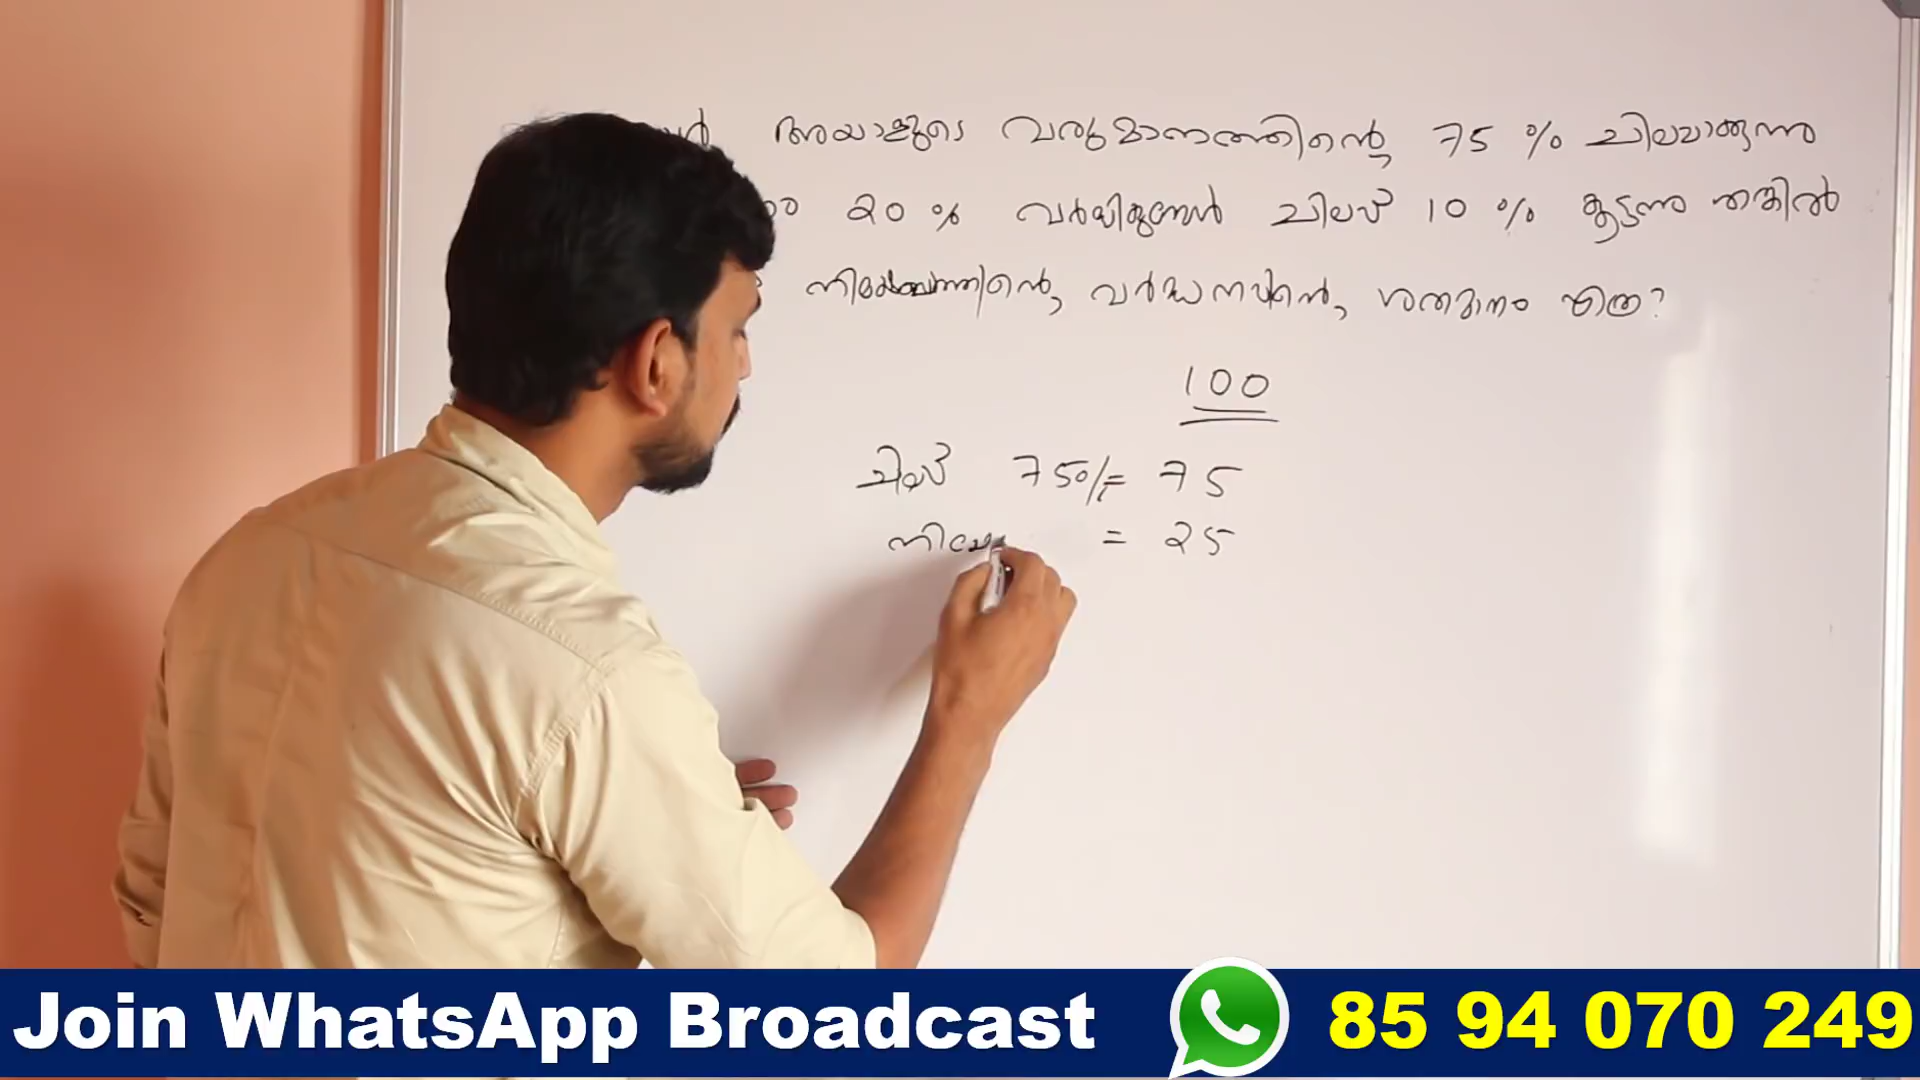 അയാളുടെ വരുമാനത്തിന്റെ 75 % ചിലവാക്കുന്നു
20 % വർധിക്കുമ്പോൾ ചിലവ് 10 % കൂടുന്നു എങ്കിൽ
നിക്ഷേപത്തിന്റെ വർദ്ധനവിന്റെ ശതമാനം എത്ര?
100
ചിലവ് 75% = 75
= 25
Join WhatsApp Broadcast 85 94 070 249